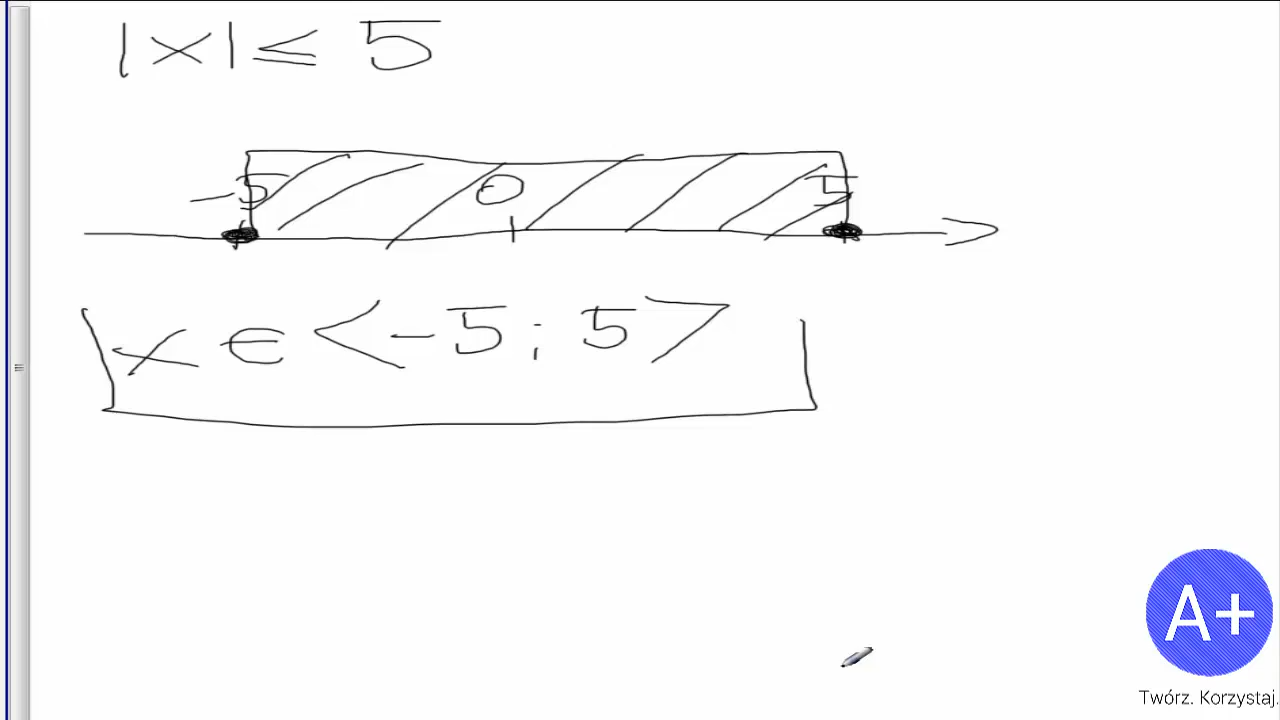 |x| ≤ 5
-5 0 5
x ∈ <-5; 5>
A+
Twórz. Korzystaj.